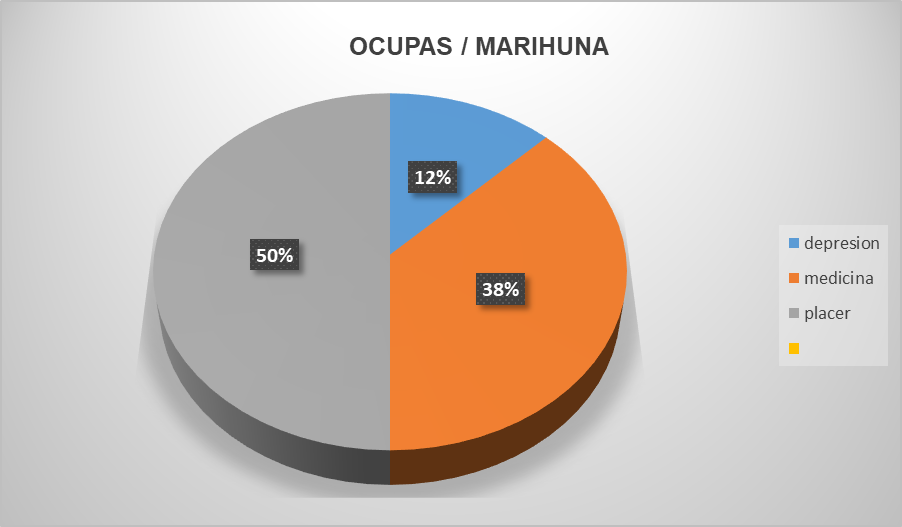 OCUPAS / MARIHUNA
12%
50%
38%
depresion
medicina
placer